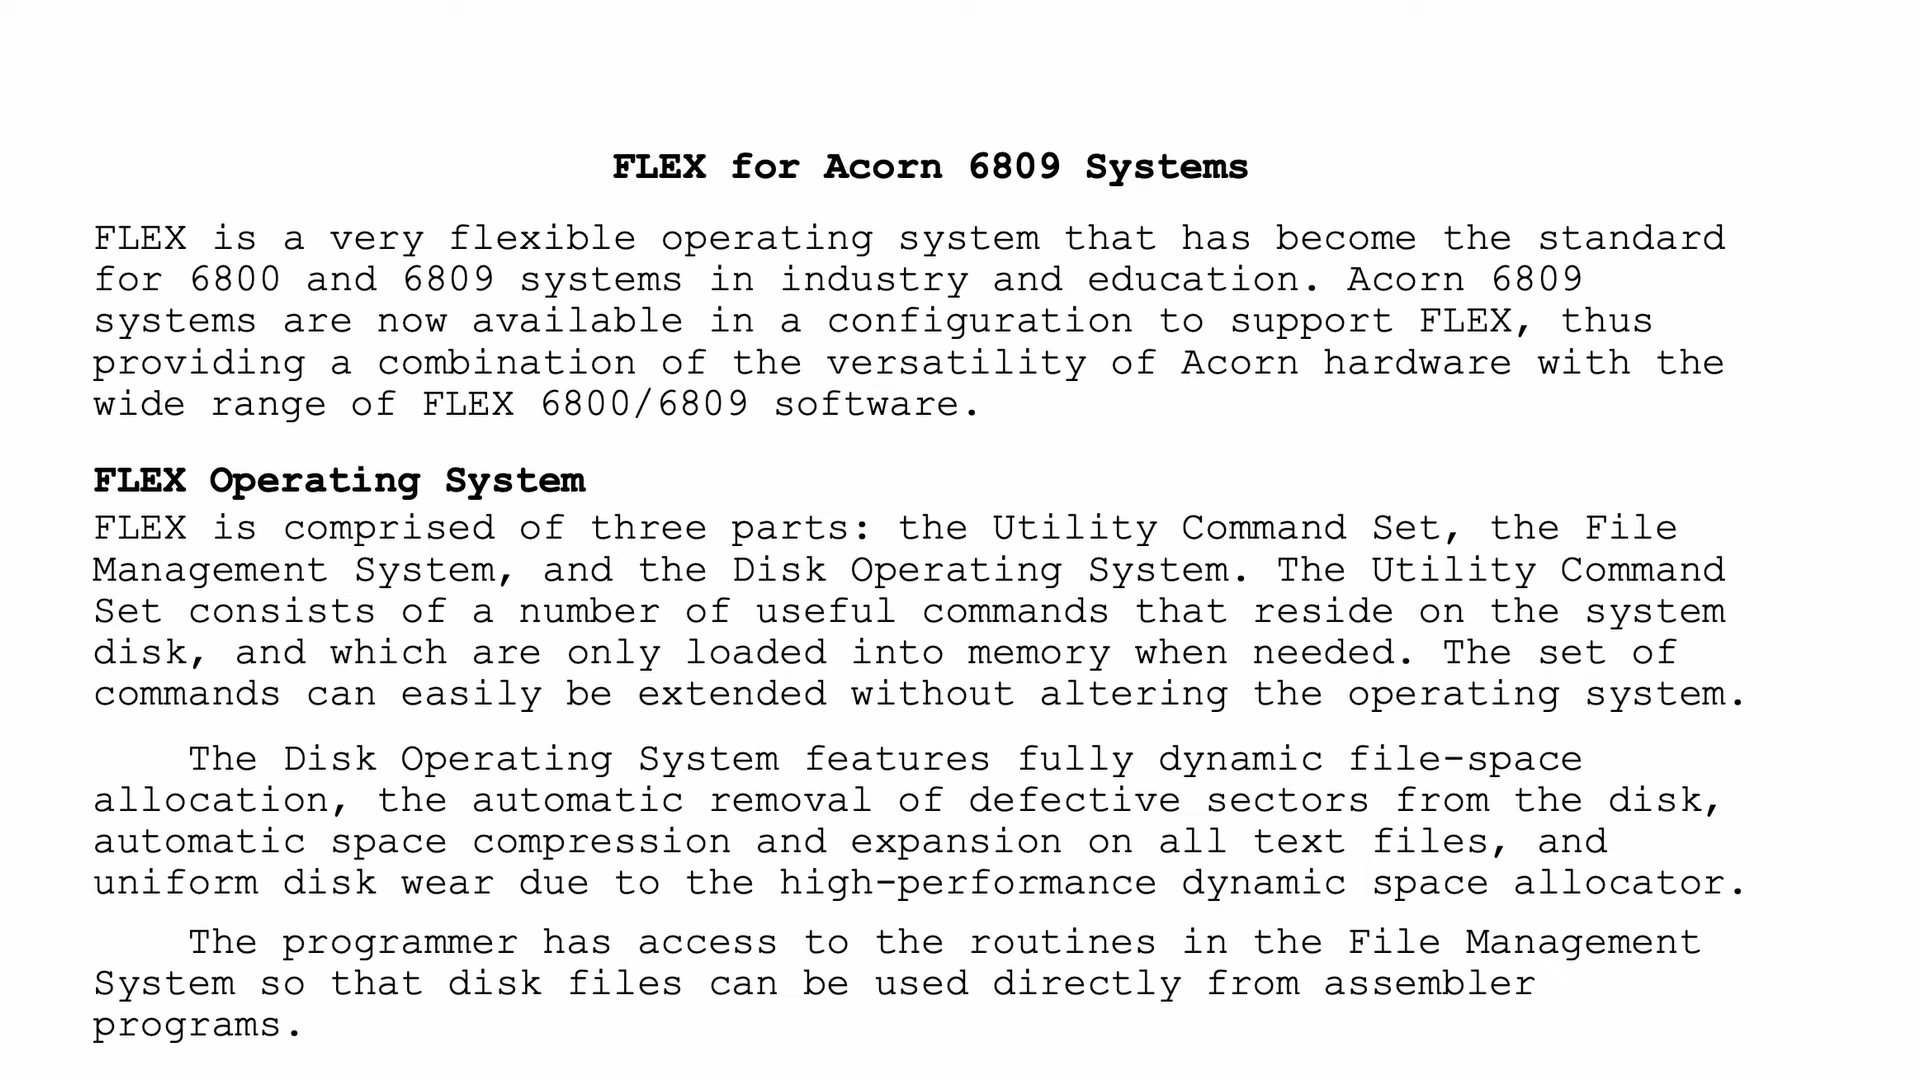 FLEX for Acorn 6809 Systems
FLEX is a very flexible operating system that has become the standard
for 6800 and 6809 systems in industry and education. Acorn 6809
systems are now available in a configuration to support FLEX, thus
providing a combination of the versatility of Acorn hardware with the
wide range of FLEX 6800/6809 software.
FLEX Operating System
FLEX is comprised of three parts: the Utility Command Set, the File
Management System, and the Disk Operating System. The Utility Command
Set consists of a number of useful commands that reside on the system
disk, and which are only loaded into memory when needed. The set of
commands can easily be extended without altering the operating system.
The Disk Operating System features fully dynamic file-space
allocation, the automatic removal of defective sectors from the disk,
automatic space compression and expansion on all text files, and
uniform disk wear due to the high-performance dynamic space allocator.
The programmer has access to the routines in the File Management
System so that disk files can be used directly from assembler
programs.